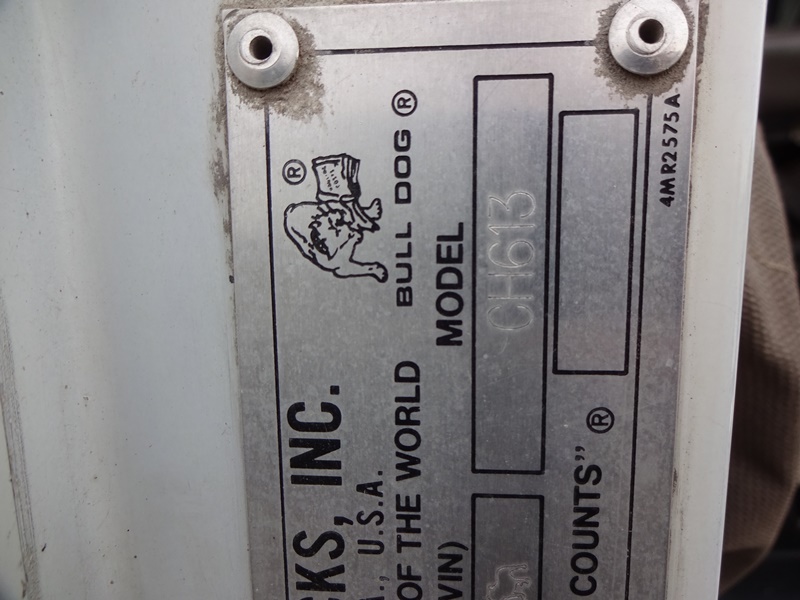 CKS, INC.
., U.S.A.
OF THE WORLD
BULL DOG®
®
(VIN)
MODEL
CH613
COUNTS"®
4MR2575A